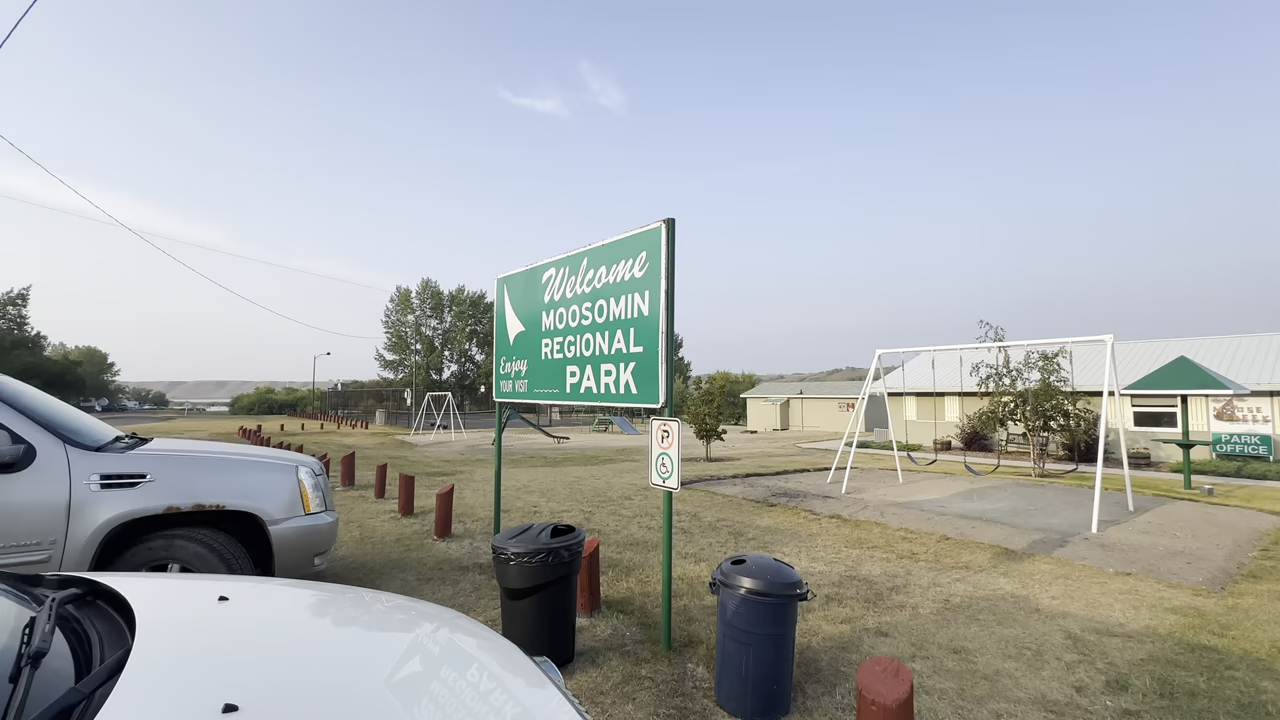 Welcome
MOOSOMIN
REGIONAL
PARK
Enjoy
YOUR VISIT
P
PARK
OFFICE